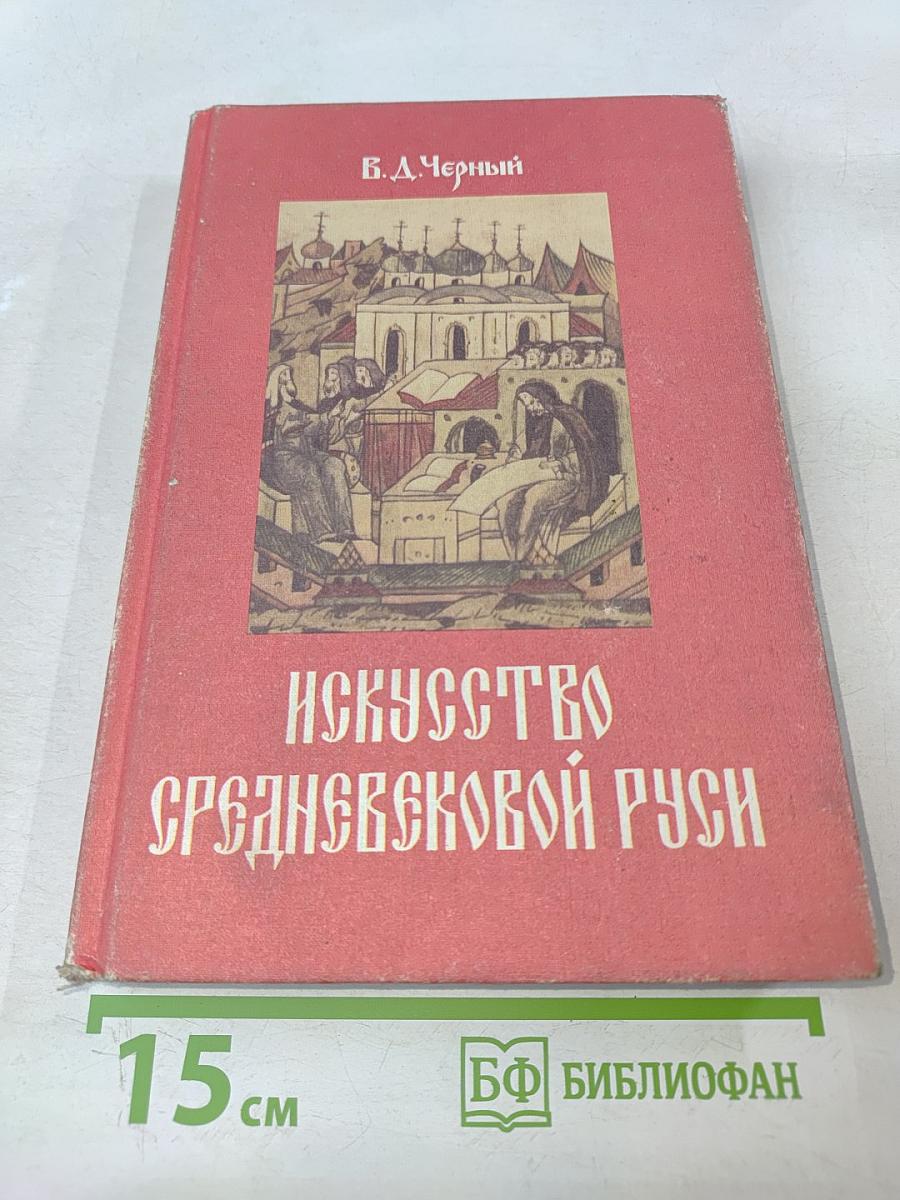 В. Д. Черный
ИСКУССТВО
СРЕДНЕВЕКОВОЙ РУСИ
15 см
БФ БИБЛИОФАН